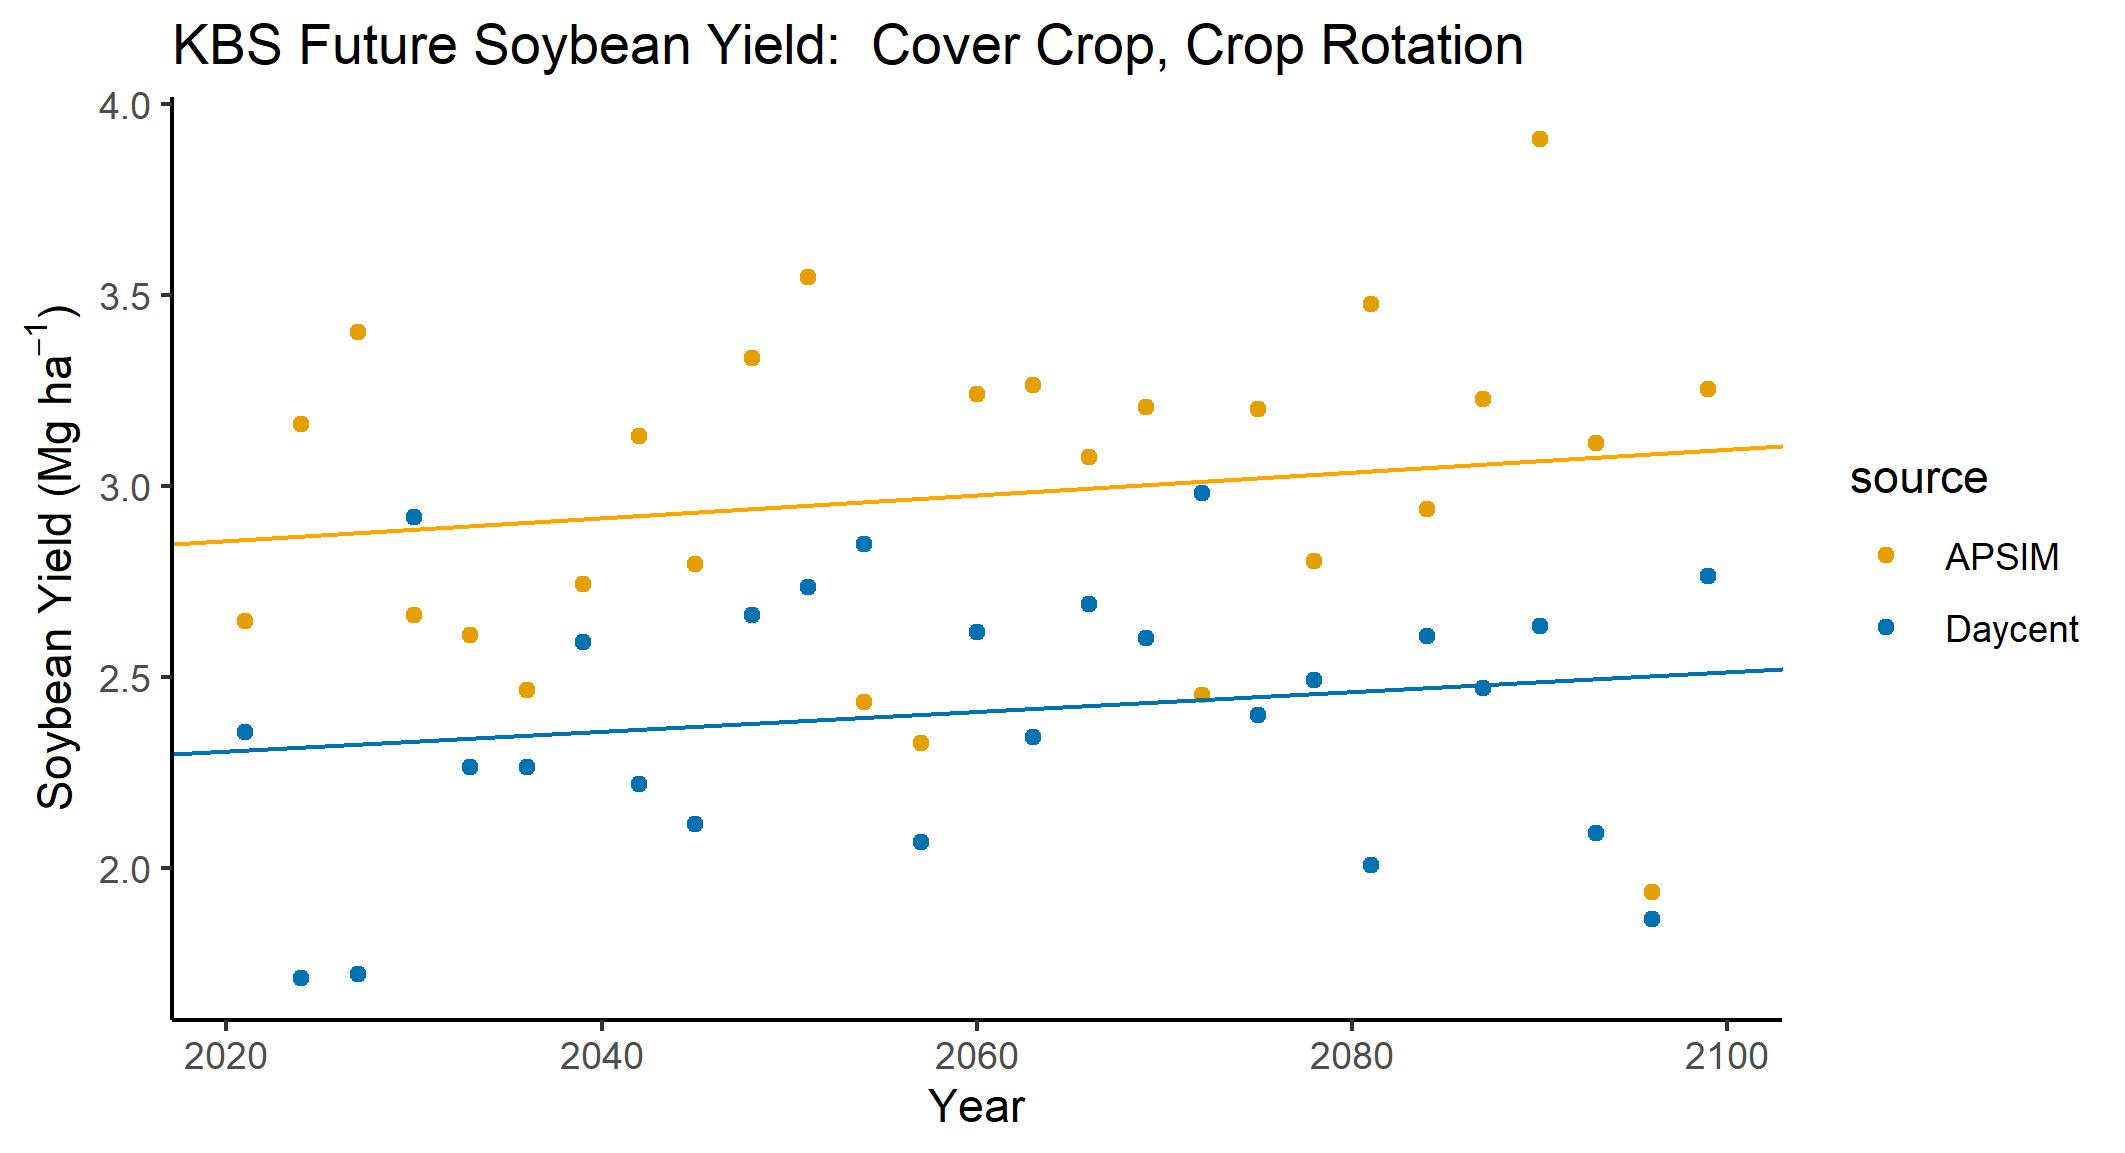 KBS Future Soybean Yield:  Cover Crop, Crop Rotation
Soybean Yield (Mg ha⁻¹)
4.0
3.5
3.0
2.5
2.0
2020 2040 2060 2080 2100
Year
source
APSIM
Daycent